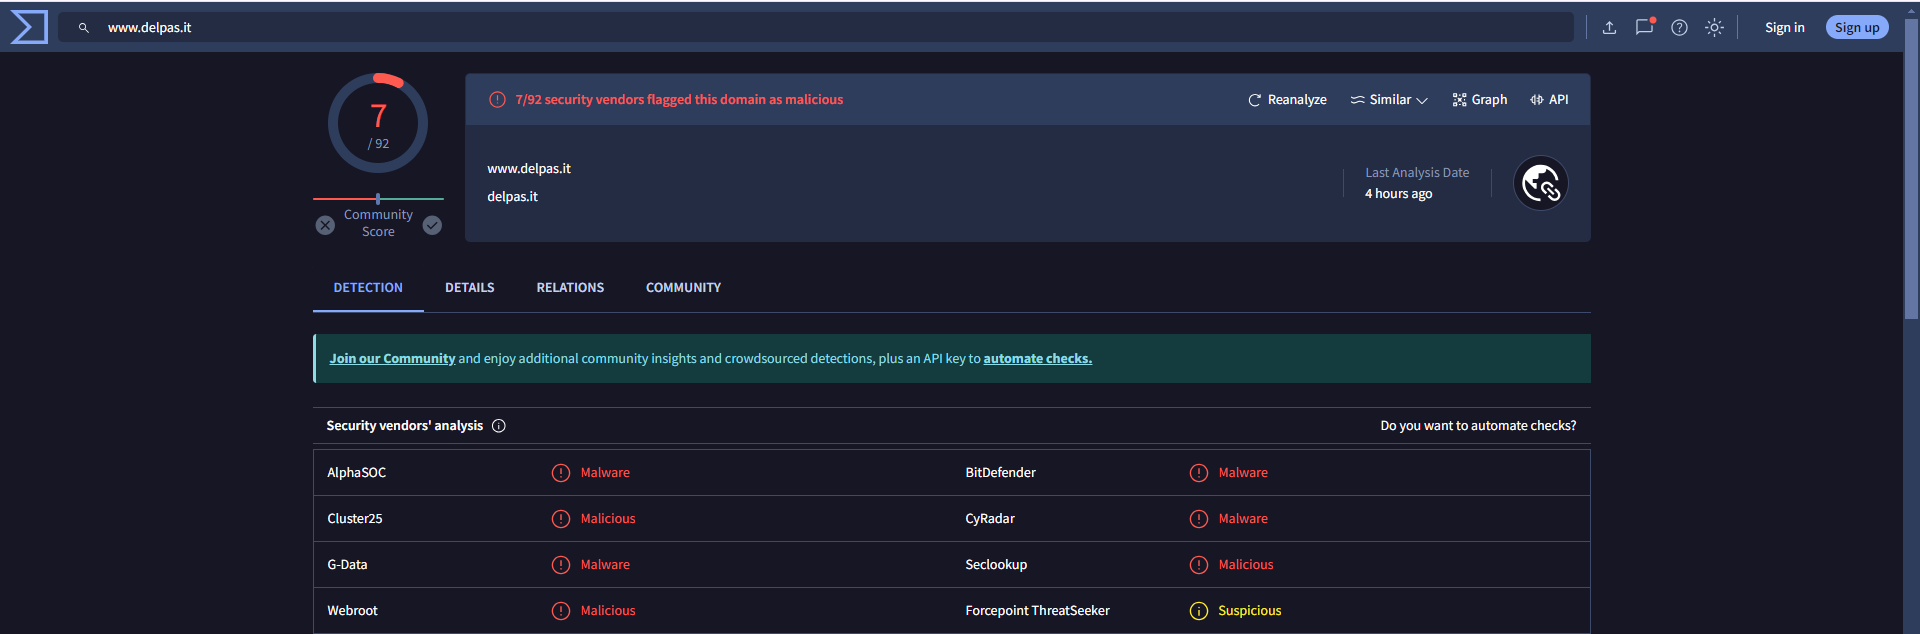 www.delpas.it
Sign in
Sign up
7
/ 92
Community
Score
7/92 security vendors flagged this domain as malicious
Reanalyze
Similar
Graph
API
www.delpas.it
delpas.it
Last Analysis Date
4 hours ago
DETECTION
DETAILS
RELATIONS
COMMUNITY
Join our Community and enjoy additional community insights and crowdsourced detections, plus an API key to automate checks.
Security vendors' analysis
Do you want to automate checks?
AlphaSOC
Malware
BitDefender
Malware
Cluster25
Malicious
CyRadar
Malware
G-Data
Malware
Seclookup
Malicious
Webroot
Malicious
Forcepoint ThreatSeeker
Suspicious